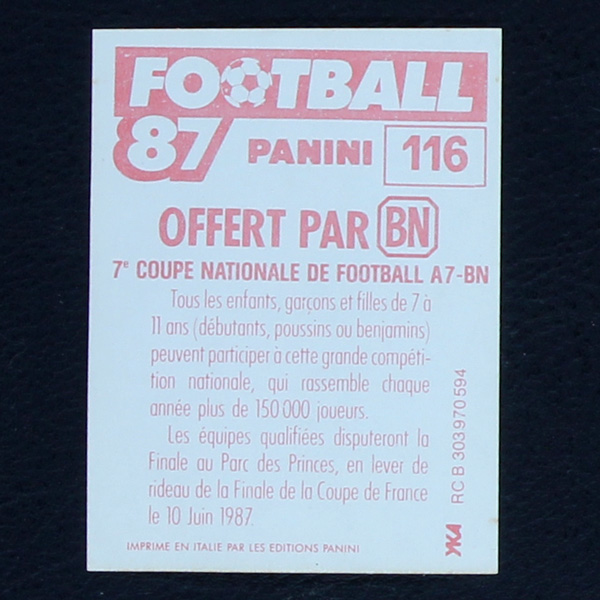 FOOTBALL
87 PANINI 116
OFFERT PAR BN
7e COUPE NATIONALE DE FOOTBALL A7-BN
Tous les enfants, garçons et filles de 7 à
11 ans (débutants, poussins ou benjamins)
peuvent participer à cette grande compéti-
tion nationale, qui rassemble chaque
année plus de 150 000 joueurs.
Les équipes qualifiées disputeront la
Finale au Parc des Princes, en lever de
rideau de la Finale de la Coupe de France
le 10 Juin 1987.
IMPRIME EN ITALIE PAR LES EDITIONS PANINI
RC B 303970594
YKA